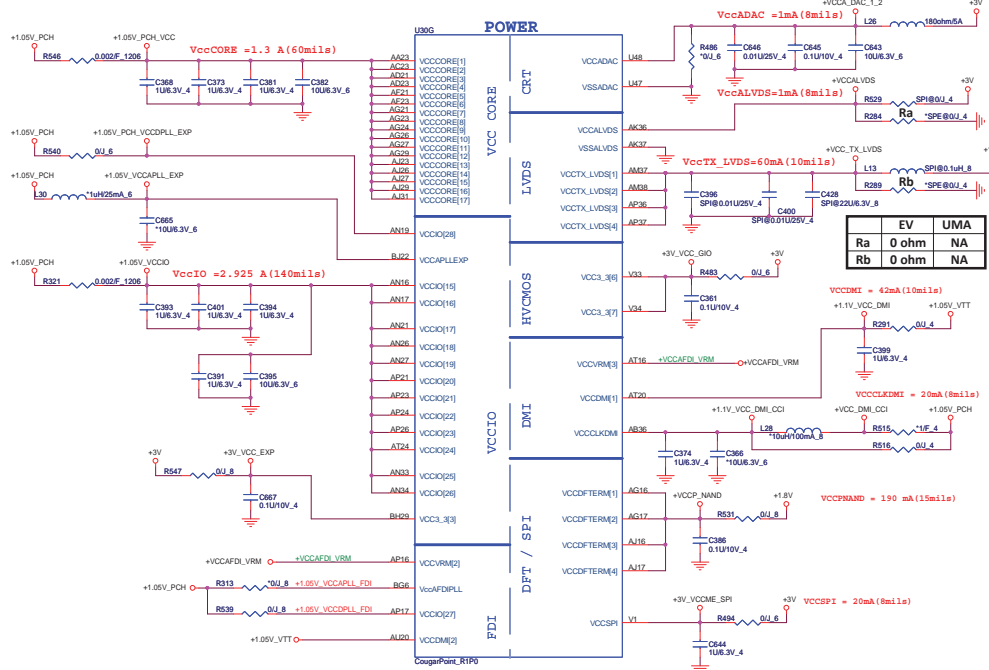 POWER
U30G
+1.05V_PCH
+1.05V_PCH_VCC
VccCORE =1.3 A(60mils)
R546
0.002/F_1206
C368
1U/6.3V_4
C373
1U/6.3V_4
C381
1U/6.3V_4
C382
10U/6.3V_6
AA23
AC23
AD21
AD23
AF21
AF23
AG21
AG23
AG24
AG26
AG27
AG29
AJ23
AJ26
AJ27
AJ29
AJ31
VCCCORE[1]
VCCCORE[2]
VCCCORE[3]
VCCCORE[4]
VCCCORE[5]
VCCCORE[6]
VCCCORE[7]
VCCCORE[8]
VCCCORE[9]
VCCCORE[10]
VCCCORE[11]
VCCCORE[12]
VCCCORE[13]
VCCCORE[14]
VCCCORE[15]
VCCCORE[16]
VCCCORE[17]
VCC CORE
+1.05V_PCH
+1.05V_PCH_VCCDPLL_EXP
R540
0/J_6
+1.05V_PCH
+1.05V_VCCAPLL_EXP
L30
*1uH/25mA_6
C665
*10U/6.3V_6
AN19
VCCIO[28]
BJ22
VCCAPLLEXP
+1.05V_PCH
+1.05V_VCCIO
VccIO =2.925 A(140mils)
R321
0.002/F_1206
C393
1U/6.3V_4
C401
1U/6.3V_4
C394
1U/6.3V_4
C391
1U/6.3V_4
C395
10U/6.3V_6
AN16
VCCIO[15]
AN17
VCCIO[16]
AN21
VCCIO[17]
AN26
VCCIO[18]
AN27
VCCIO[19]
AP21
VCCIO[20]
AP23
VCCIO[21]
AP24
VCCIO[22]
AP26
VCCIO[23]
AT24
VCCIO[24]
AN33
VCCIO[25]
AN34
VCCIO[26]
VCCIO
+3V
+3V_VCC_EXP
R547
0/J_8
C667
0.1U/10V_4
BH29
VCC3_3[3]
+VCCAFDI_VRM
+VCCAFDI_VRM
AP16
VCCVRM[2]
+1.05V_PCH
R313
*0/J_8
+1.05V_VCCAPLL_FDI
BG6
VccAFDIPLL
R539
0/J_8
+1.05V_VCCDPLL_FDI
AP17
VCCIO[27]
+1.05V_VTT
AU20
VCCDMI[2]
FDI
CougarPoint_R1P0
CRT
VccADAC =1mA(8mils)
+VCCA_DAC_1_2
+3V
L26
180ohm/5A
R486
*0/J_6
C646
0.01U/25V_4
C645
0.1U/10V_4
C643
10U/6.3V_6
VCCADAC
U48
VSSADAC
U47
LVDS
VccALVDS=1mA(8mils)
+VCCALVDS
+3V
R529
SPI@0/J_4
Ra
R284
*SPE@0/J_4
VCCALVDS
AK36
VSSALVDS
AK37
VccTX_LVDS=60mA(10mils)
+VCC_TX_LVDS
L13
SPI@0.1uH_8
Rb
R289
*SPE@0/J_4
VCCTX_LVDS[1]
AM37
VCCTX_LVDS[2]
AM38
VCCTX_LVDS[3]
AP36
VCCTX_LVDS[4]
AP37
C396
SPI@0.01U/25V_4
C400
SPI@0.01U/25V_4
C428
SPI@22U/6.3V_8
EV UMA
Ra 0 ohm NA
Rb 0 ohm NA
HVCMOS
+3V_VCC_GIO
+3V
R483
0/J_6
C361
0.1U/10V_4
VCC3_3[6]
V33
VCC3_3[7]
V34
VCCDMI = 42mA(10mils)
+1.1V_VCC_DMI
+1.05V_VTT
R291
0/J_4
C399
1U/6.3V_4
DMI
VCCVRM[3]
AT16
+VCCAFDI_VRM
+VCCAFDI_VRM
VCCDMI[1]
AT20
VCCCLKDMI = 20mA(8mils)
+1.1V_VCC_DMI_CCI
+VCC_DMI_CCI
+1.05V_PCH
L28
*10uH/100mA_8
R515
*1/F_4
R516
0/J_4
VCCCLKDMI
AB36
C374
1U/6.3V_4
C366
*10U/6.3V_6
DFT / SPI
VCCDFTERM[1]
AG16
VCCDFTERM[2]
AG17
VCCDFTERM[3]
AJ16
VCCDFTERM[4]
AJ17
+VCCP_NAND
+1.8V
VCCPNAND = 190 mA(15mils)
R531
0/J_8
C386
0.1U/10V_4
+3V_VCCME_SPI
+3V
VCCSPI = 20mA(8mils)
R494
0/J_6
VCCSPI
V1
C644
1U/6.3V_4